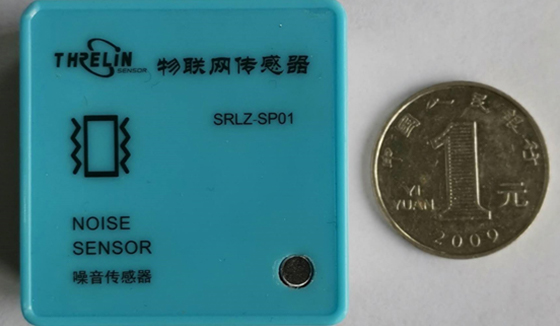 THRELIN
SENSOR
物联网传感器
SRLZ-SP01
NOISE
SENSOR
噪音传感器
中国人民银行
YI
YUAN
1元
2009